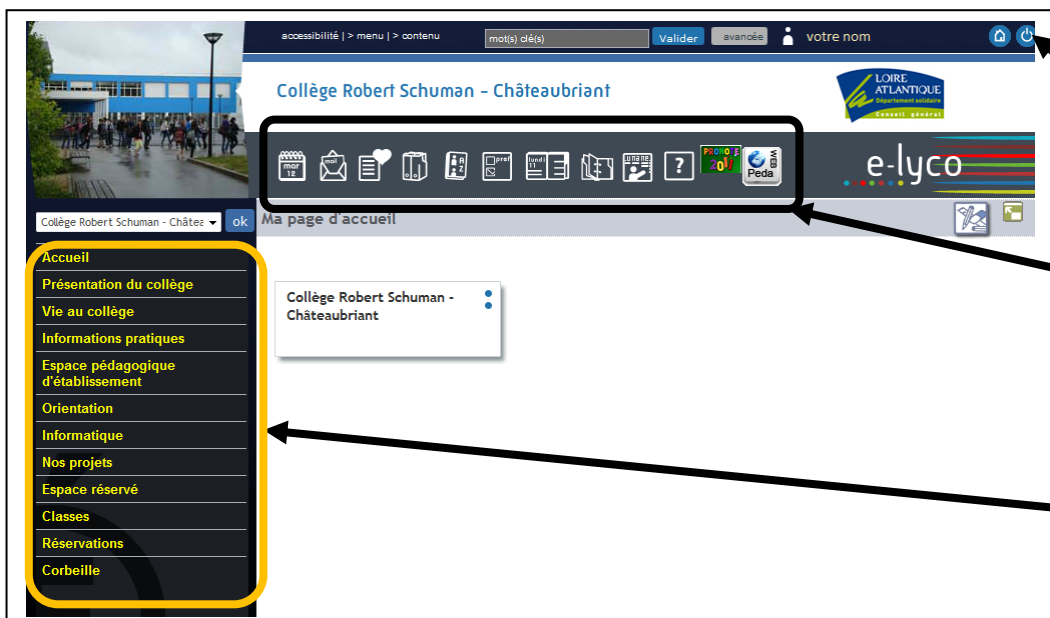 accessibilité | > menu | > contenu
mot(s) clé(s)
Valider
avancée
votre nom
Collège Robert Schuman - Châteaubriant
LOIRE
ATLANTIQUE
Département solidaire
Conseil général
mar
12
mail
A
Z
pref
lundi
11
?
PRONOTE
2017
WEB
Peda
e-lyco
Collège Robert Schuman - Châtea
ok
Ma page d'accueil
Accueil
Présentation du collège
Vie au collège
Informations pratiques
Espace pédagogique
d'établissement
Orientation
Informatique
Nos projets
Espace réservé
Classes
Réservations
Corbeille
Collège Robert Schuman -
Châteaubriant